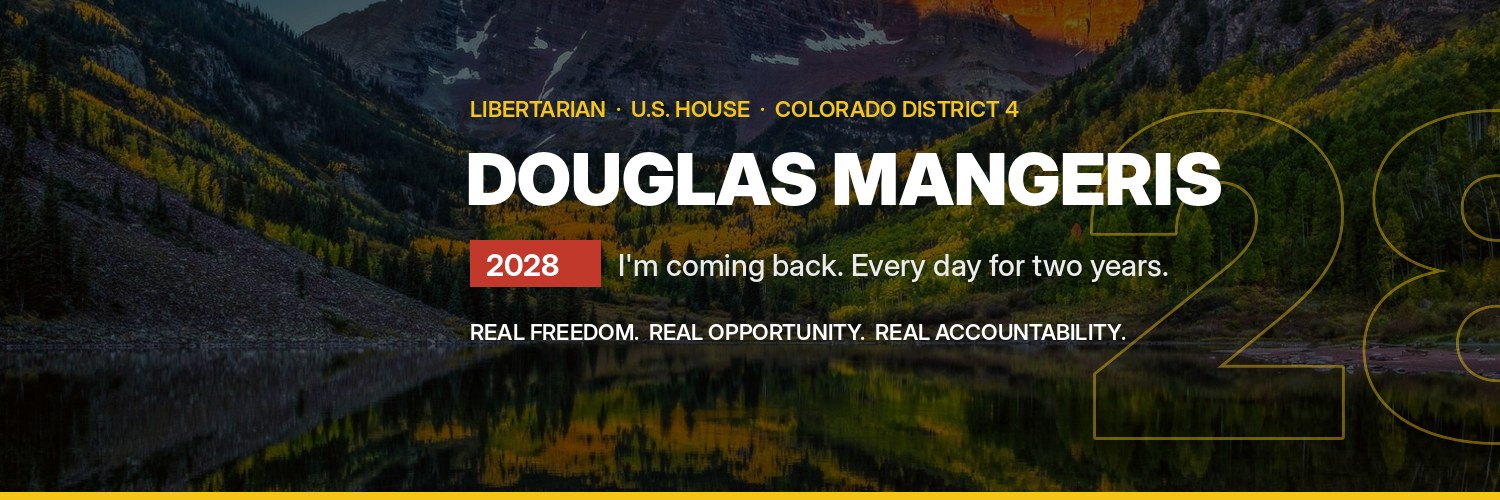 LIBERTARIAN · U.S. HOUSE · COLORADO DISTRICT 4
DOUGLAS MANGERIS
2028 I'm coming back. Every day for two years.
REAL FREEDOM. REAL OPPORTUNITY. REAL ACCOUNTABILITY.
28